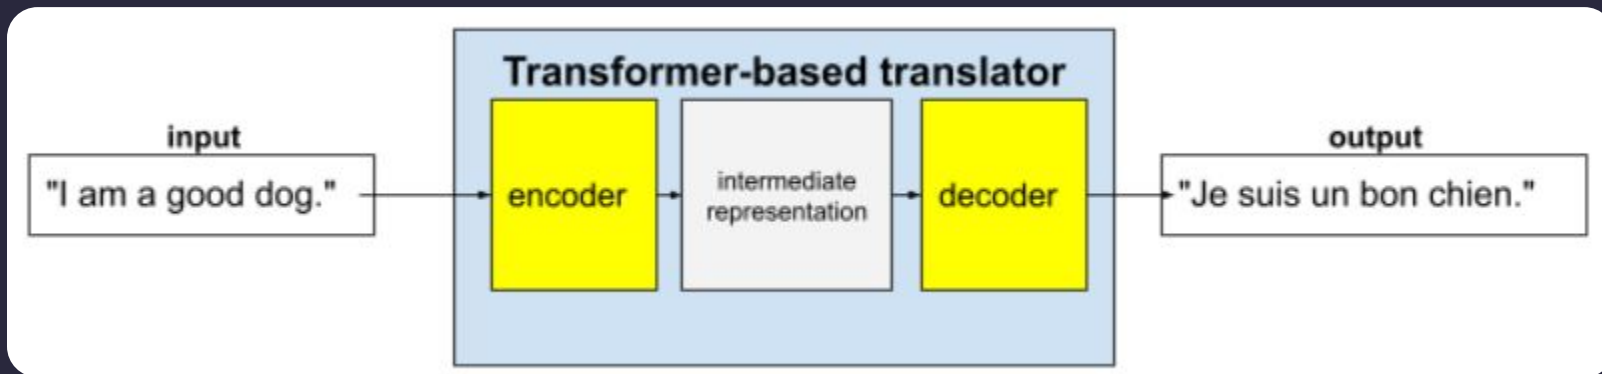 Transformer-based translator
input
"I am a good dog."
encoder
intermediate
representation
decoder
output
"Je suis un bon chien."